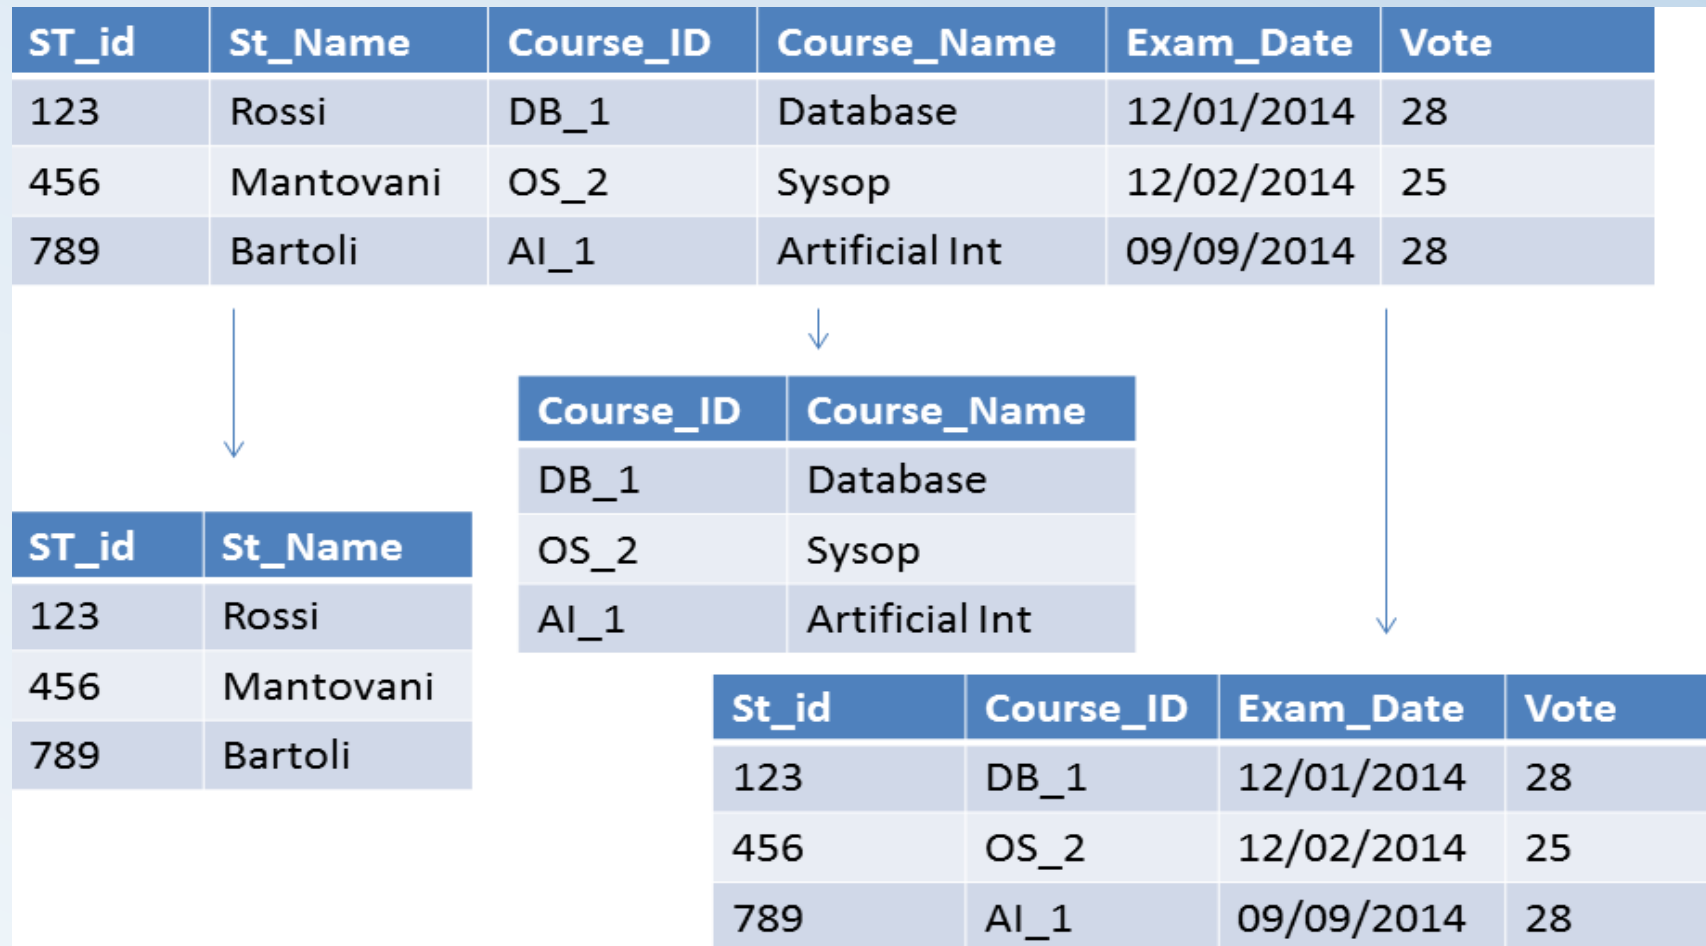 ST_id St_Name Course_ID Course_Name Exam_Date Vote
123 Rossi DB_1 Database 12/01/2014 28
456 Mantovani OS_2 Sysop 12/02/2014 25
789 Bartoli AI_1 Artificial Int 09/09/2014 28
Course_ID Course_Name
DB_1 Database
OS_2 Sysop
AI_1 Artificial Int
ST_id St_Name
123 Rossi
456 Mantovani
789 Bartoli
St_id Course_ID Exam_Date Vote
123 DB_1 12/01/2014 28
456 OS_2 12/02/2014 25
789 AI_1 09/09/2014 28